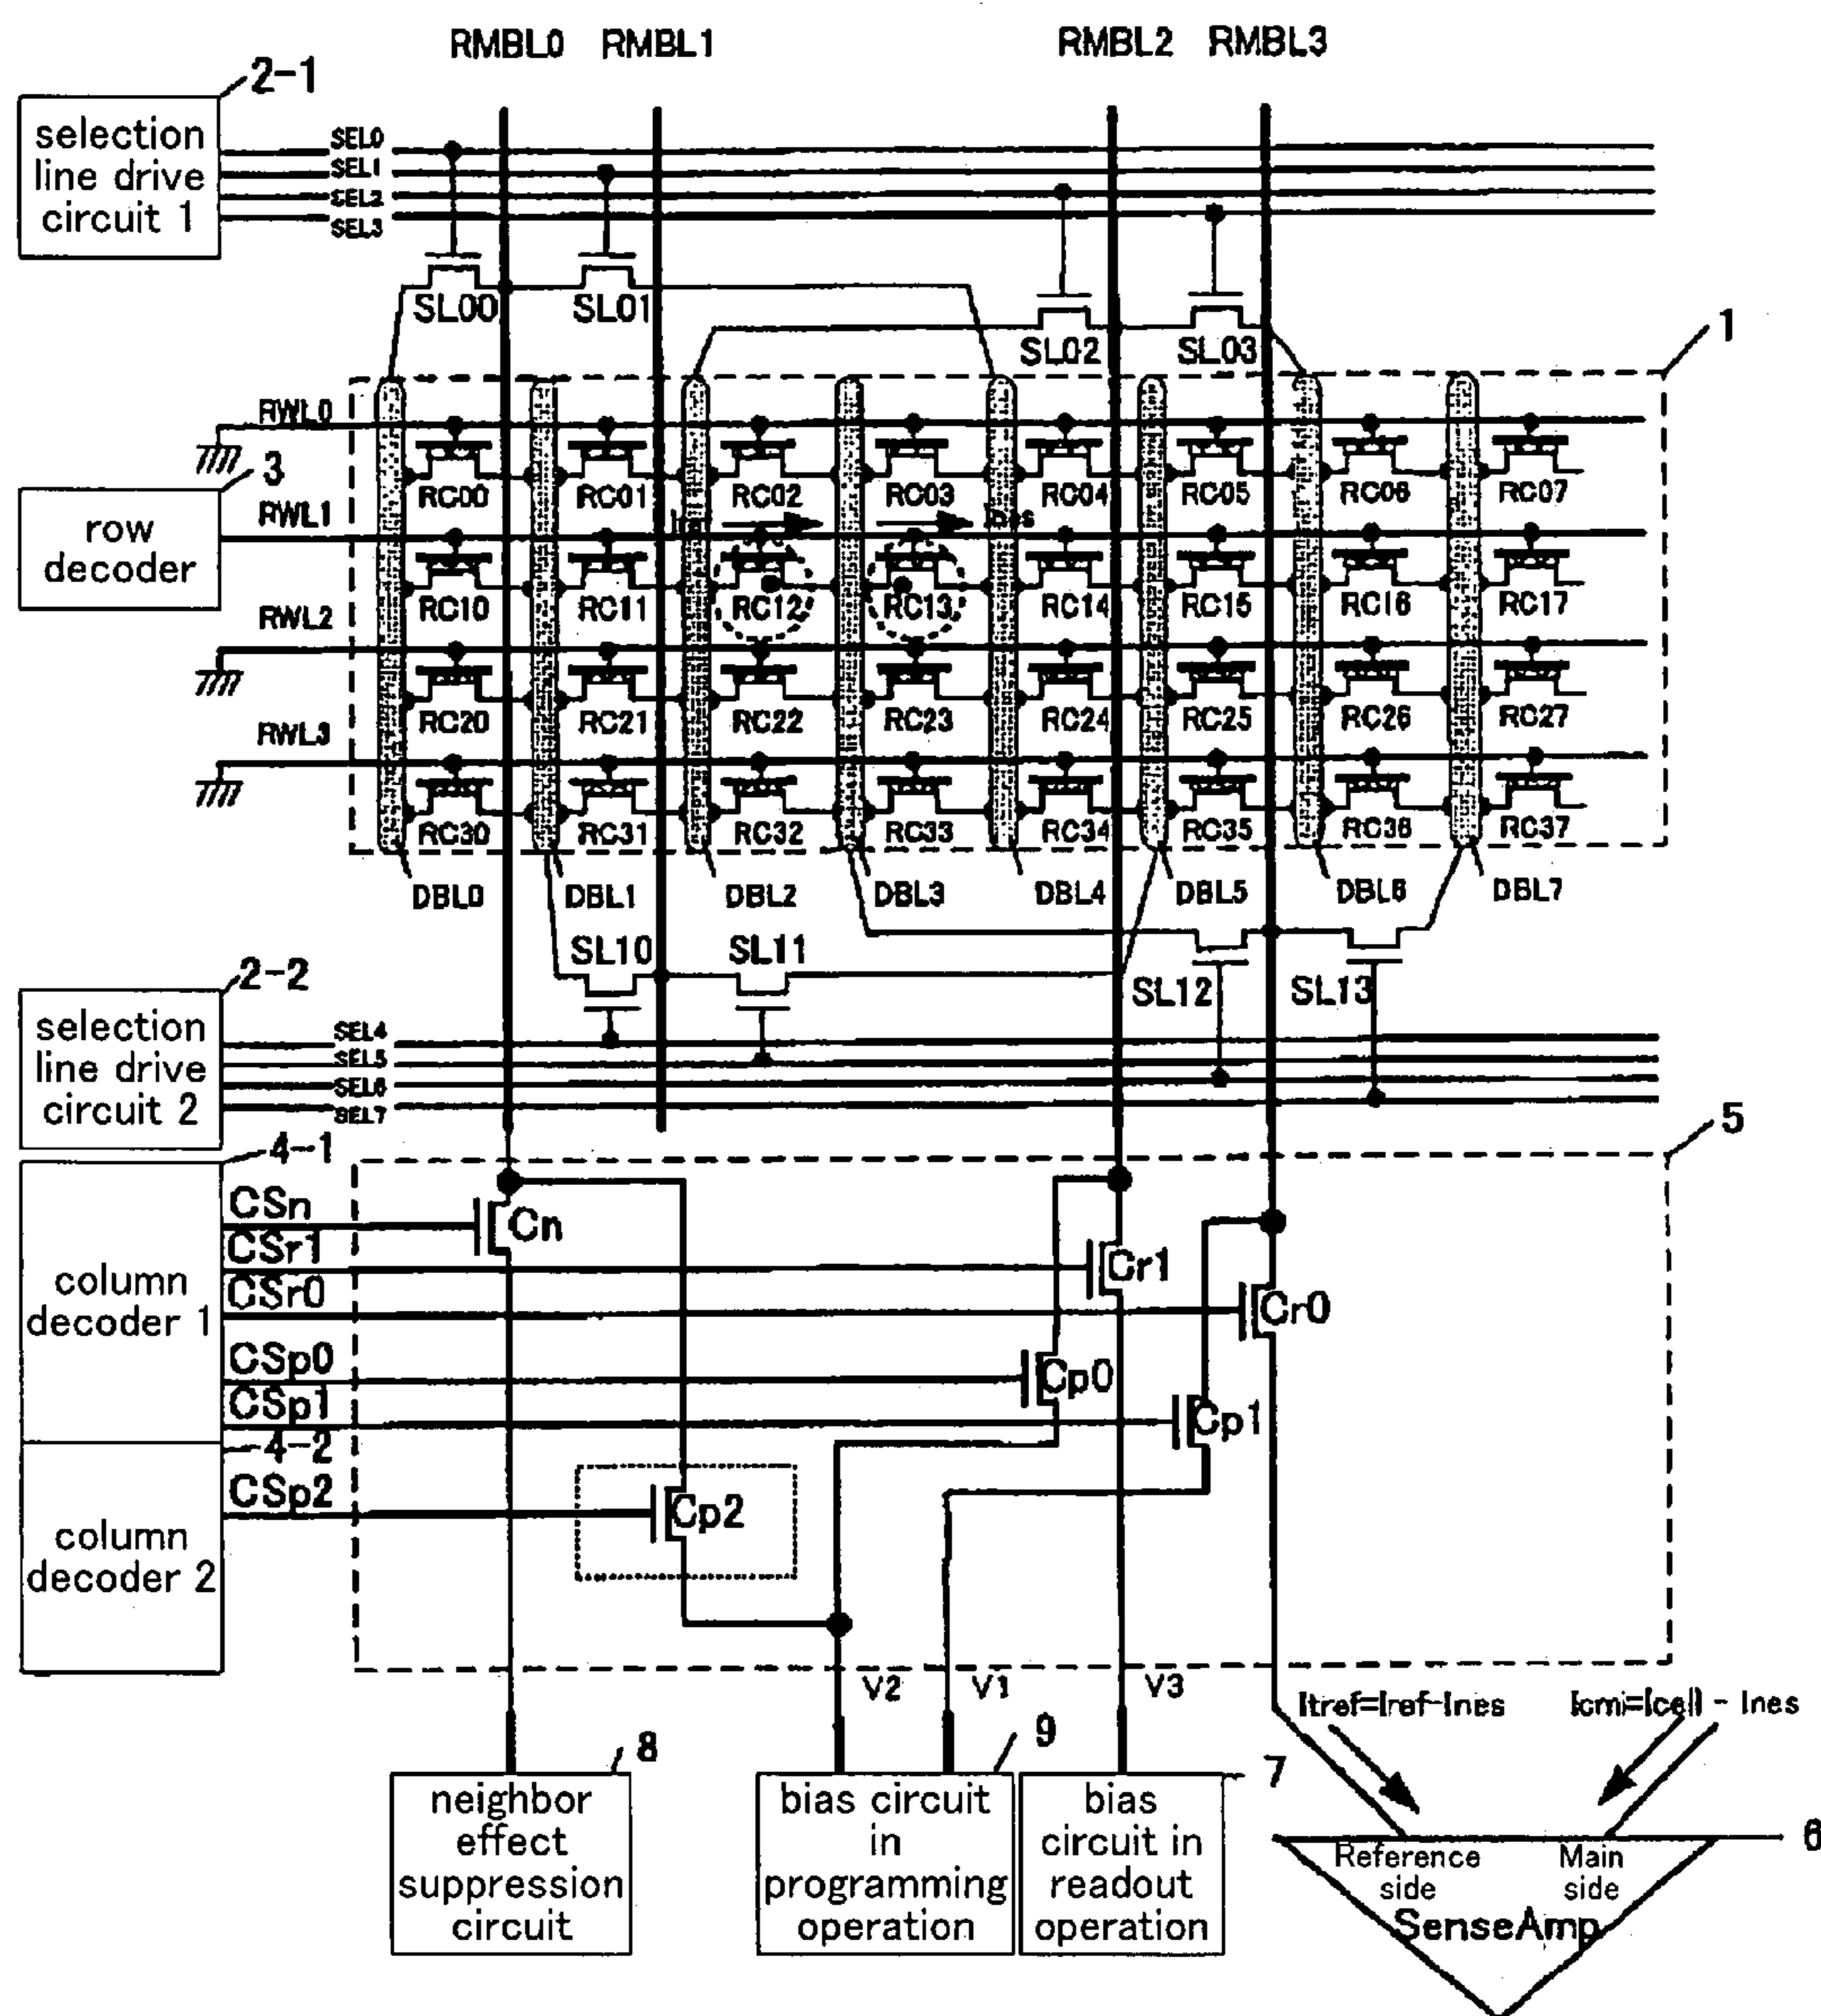 RMBL0 RMBL1 RMBL2 RMBL3
2-1
selection
line drive
circuit 1
SEL0
SEL1
SEL2
SEL3
SL00 SL01
SL02 SL03
1
RWL0
RC00 RC01 RC02 RC03 RC04 RC05 RC06 RC07
3
row
decoder
RWL1
RC10 RC11 RC12 RC13 RC14 RC15 RC16 RC17
RWL2
RC20 RC21 RC22 RC23 RC24 RC25 RC26 RC27
RWL3
RC30 RC31 RC32 RC33 RC34 RC35 RC36 RC37
DBL0 DBL1 DBL2 DBL3 DBL4 DBL5 DBL6 DBL7
SL10 SL11
SL12 SL13
2-2
selection
line drive
circuit 2
SEL4
SEL5
SEL6
SEL7
4-1
column
decoder 1
5
CSn
CSr1
CSr0
CSp0
CSp1
Cn
Cr1
Cr0
Cp0
Cp1
4-2
column
decoder 2
CSp2
Cp2
V2 V1 V3
Itref=Iref-Ines
Icmi=Icell - Ines
8
neighbor
effect
suppression
circuit
9
bias circuit
in
programming
operation
7
bias
circuit in
readout
operation
6
Reference
side
Main
side
SenseAmp